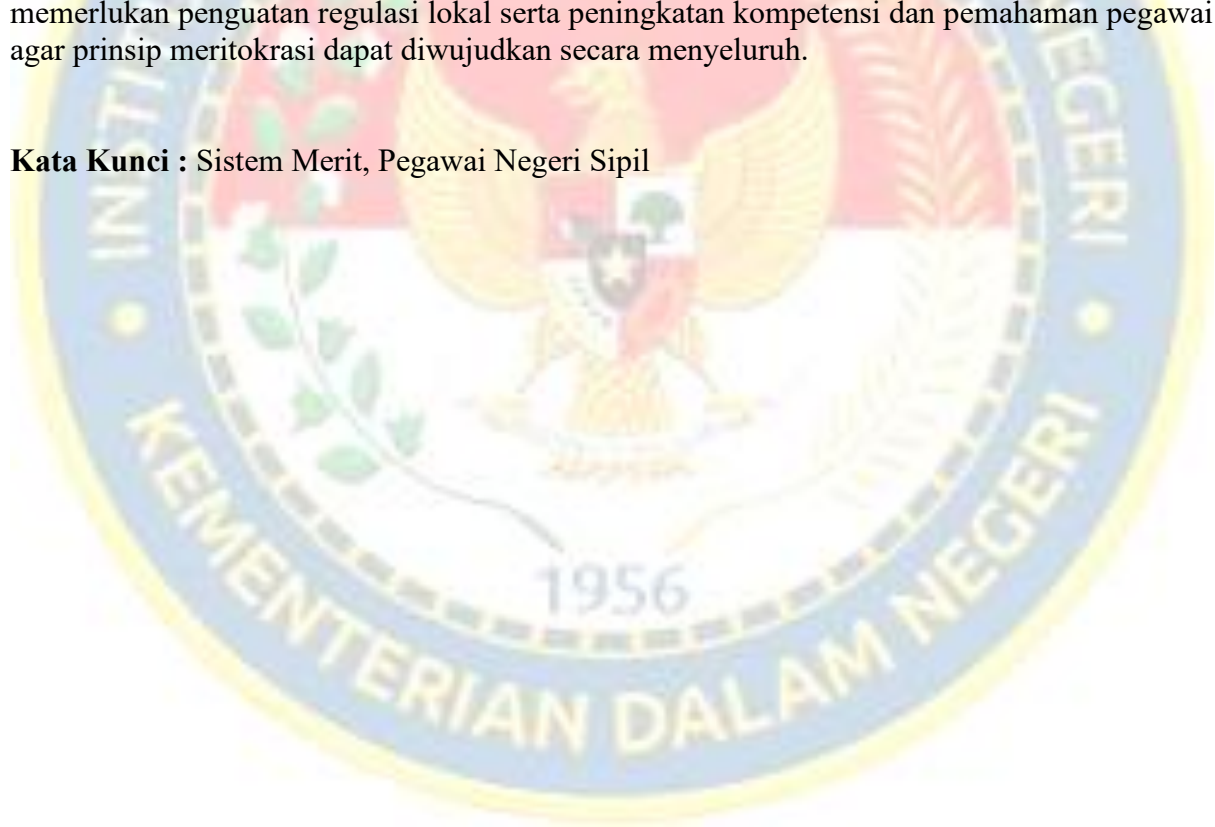 memerlukan penguatan regulasi lokal serta peningkatan kompetensi dan pemahaman pegawai
agar prinsip meritokrasi dapat diwujudkan secara menyeluruh.
Kata Kunci : Sistem Merit, Pegawai Negeri Sipil
NEGERI
1956
KEMENTERIAN DALAM NEGERI